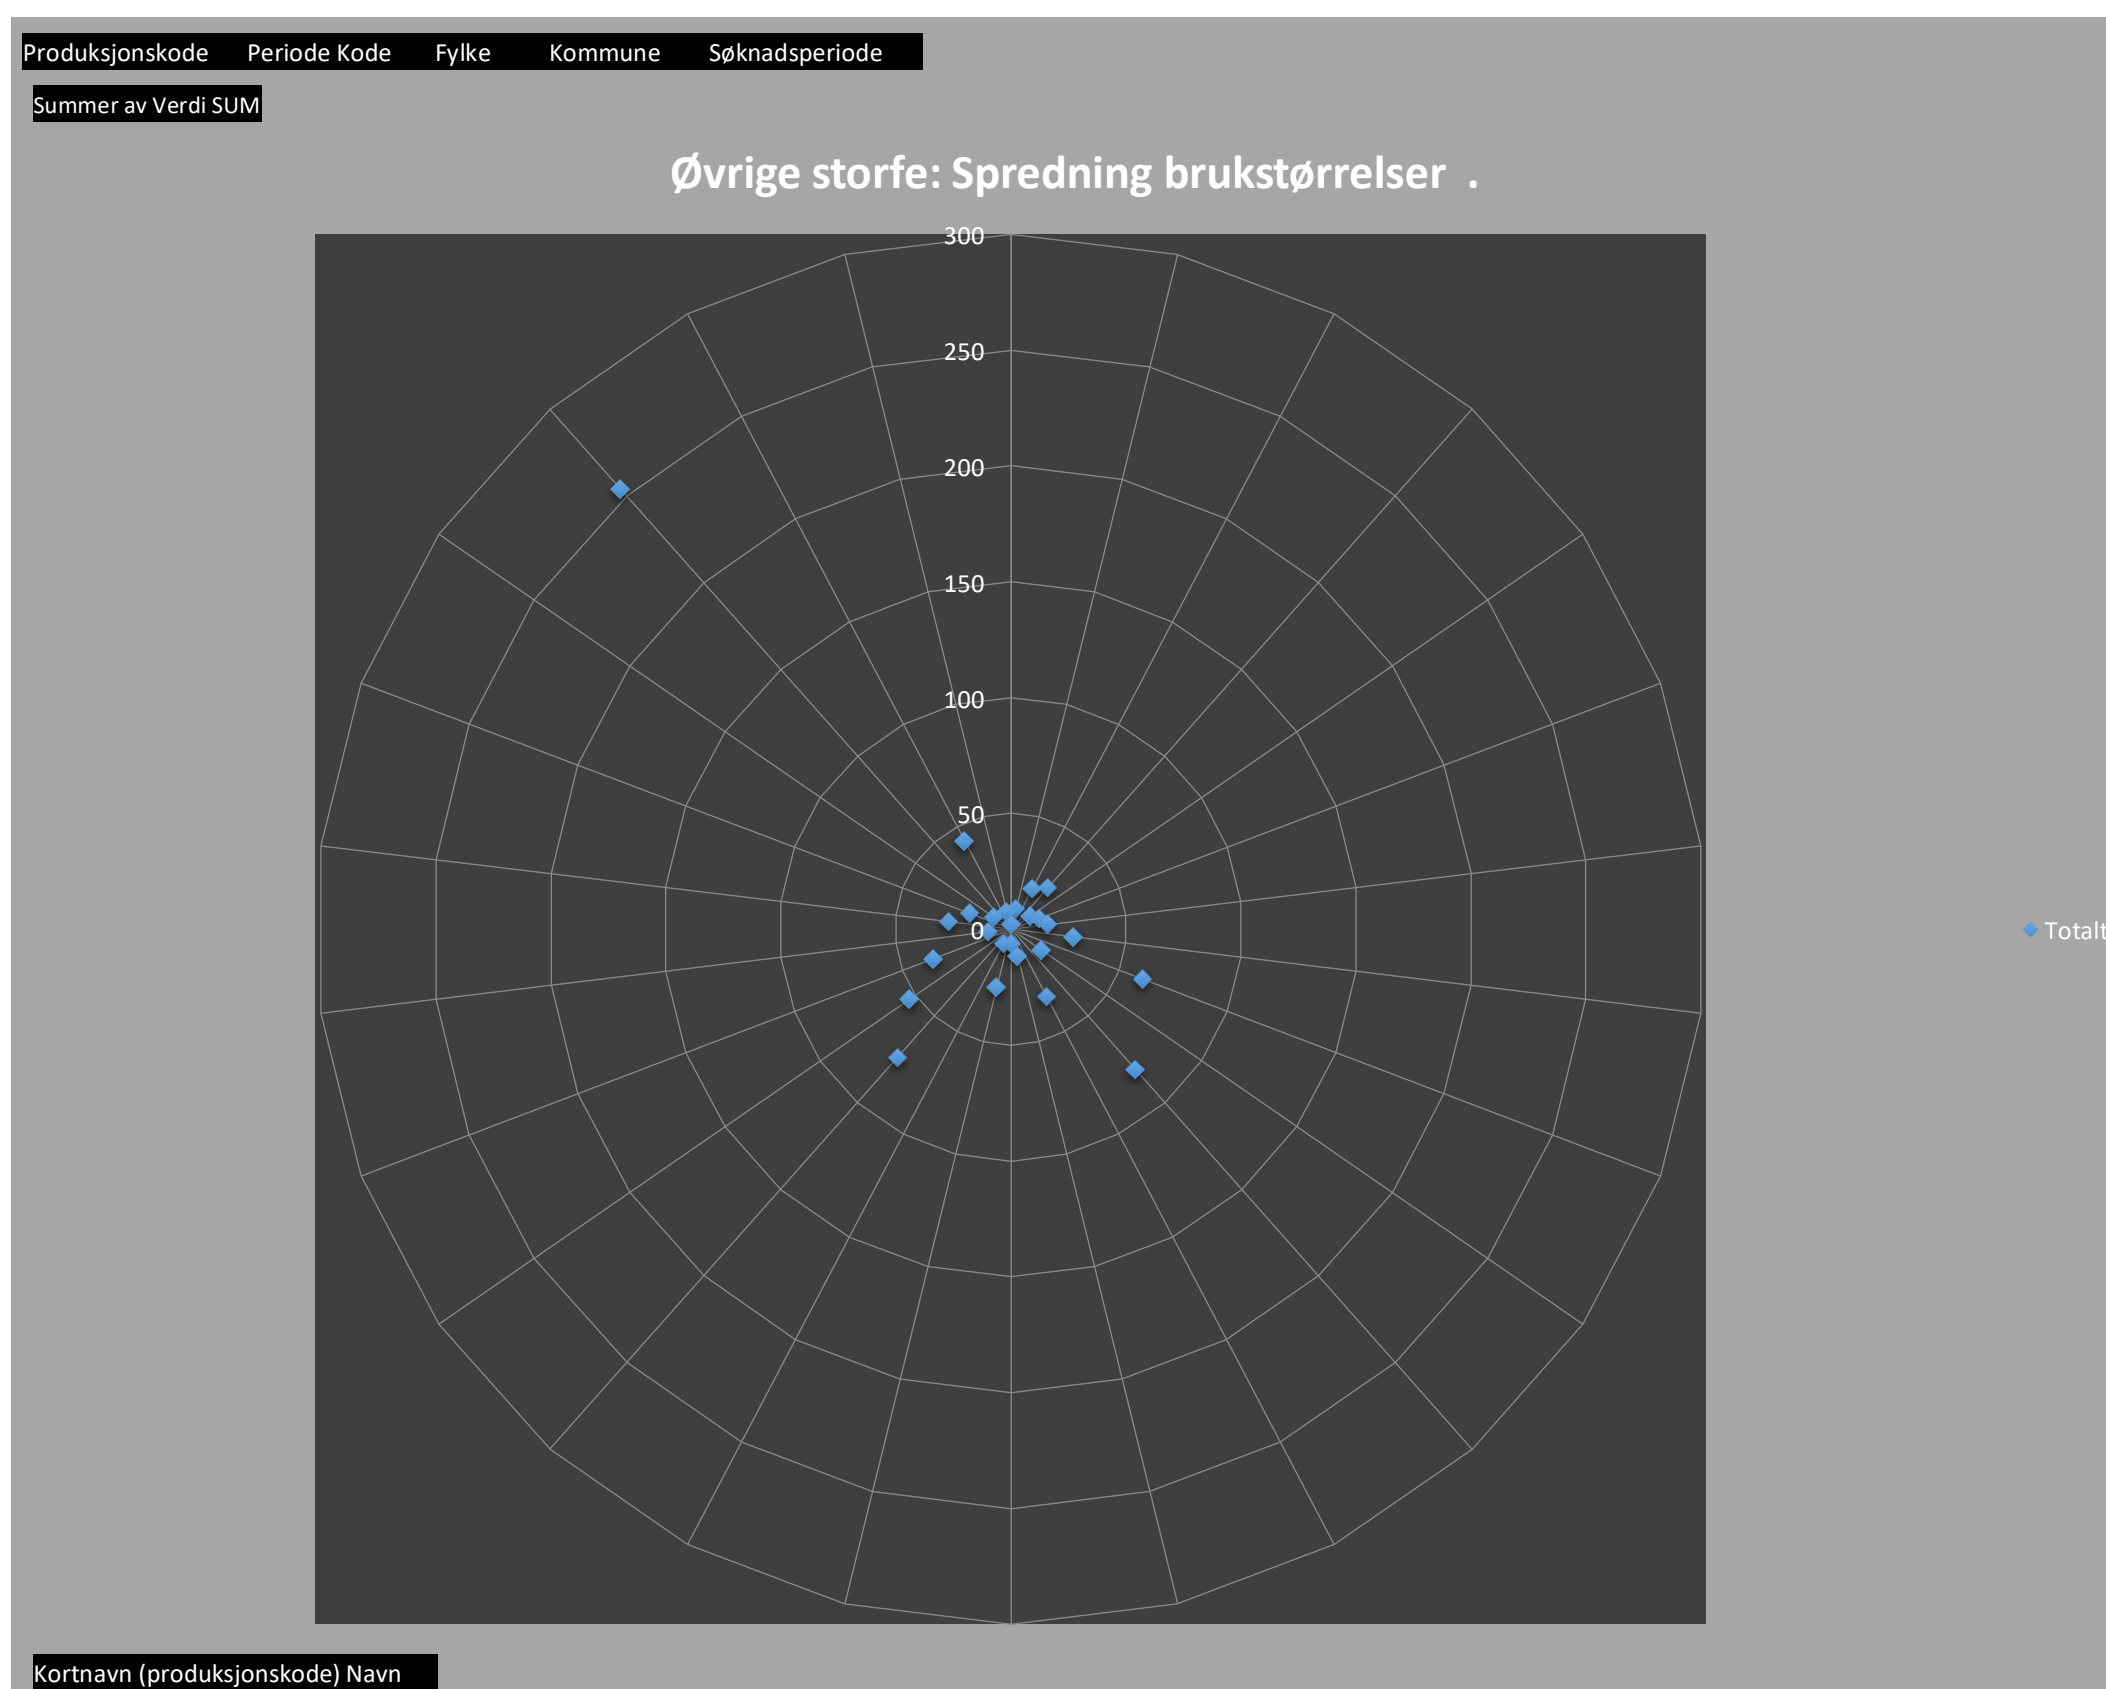 Produksjonskode Periode Kode Fylke Kommune Søknadsperiode
Summer av Verdi SUM
Øvrige storfe: Spredning brukstørrelser .
300
250
200
150
100
50
0
Totalt
Kortnavn (produksjonskode) Navn